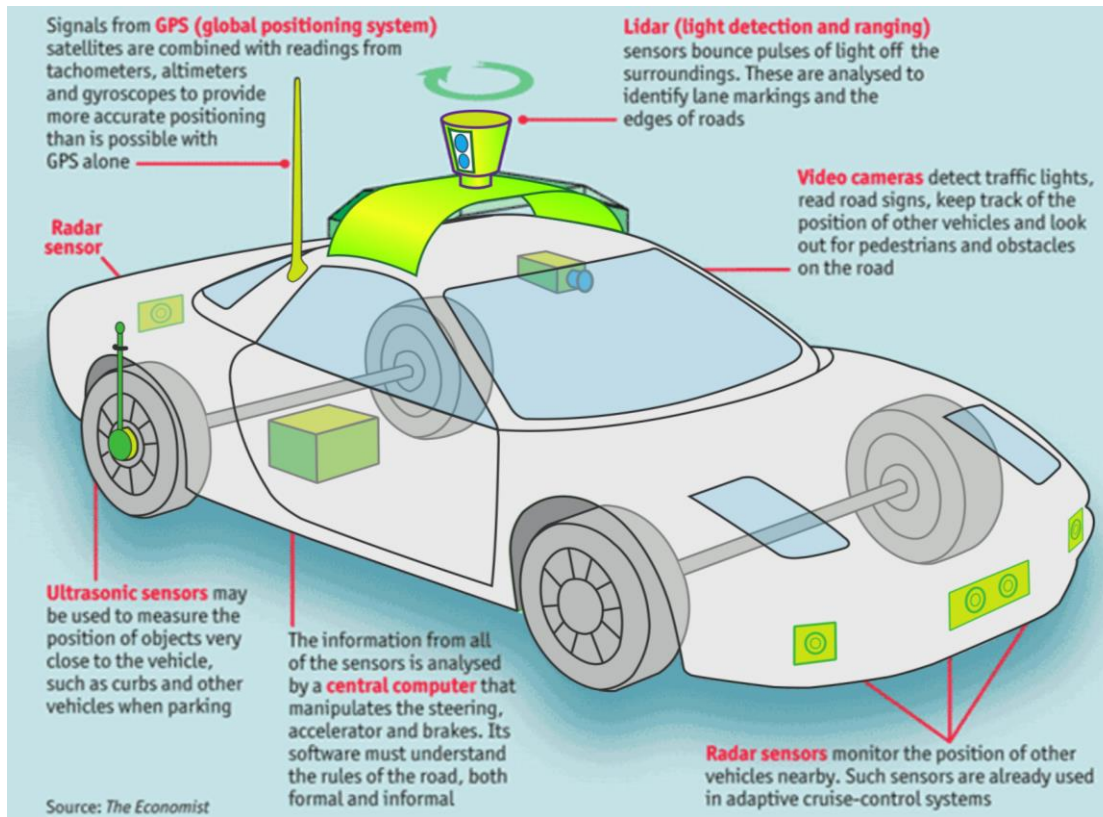 Signals from GPS (global positioning system)
satellites are combined with readings from
tachometers, altimeters
and gyroscopes to provide
more accurate positioning
than is possible with
GPS alone
Lidar (light detection and ranging)
sensors bounce pulses of light off the
surroundings. These are analysed to
identify lane markings and the
edges of roads
Video cameras detect traffic lights,
read road signs, keep track of the
position of other vehicles and look
out for pedestrians and obstacles
on the road
Radar
sensor
Ultrasonic sensors may
be used to measure the
position of objects very
close to the vehicle,
such as curbs and other
vehicles when parking
The information from all
of the sensors is analysed
by a central computer that
manipulates the steering,
accelerator and brakes. Its
software must understand
the rules of the road, both
formal and informal
Radar sensors monitor the position of other
vehicles nearby. Such sensors are already used
in adaptive cruise-control systems
Source: The Economist